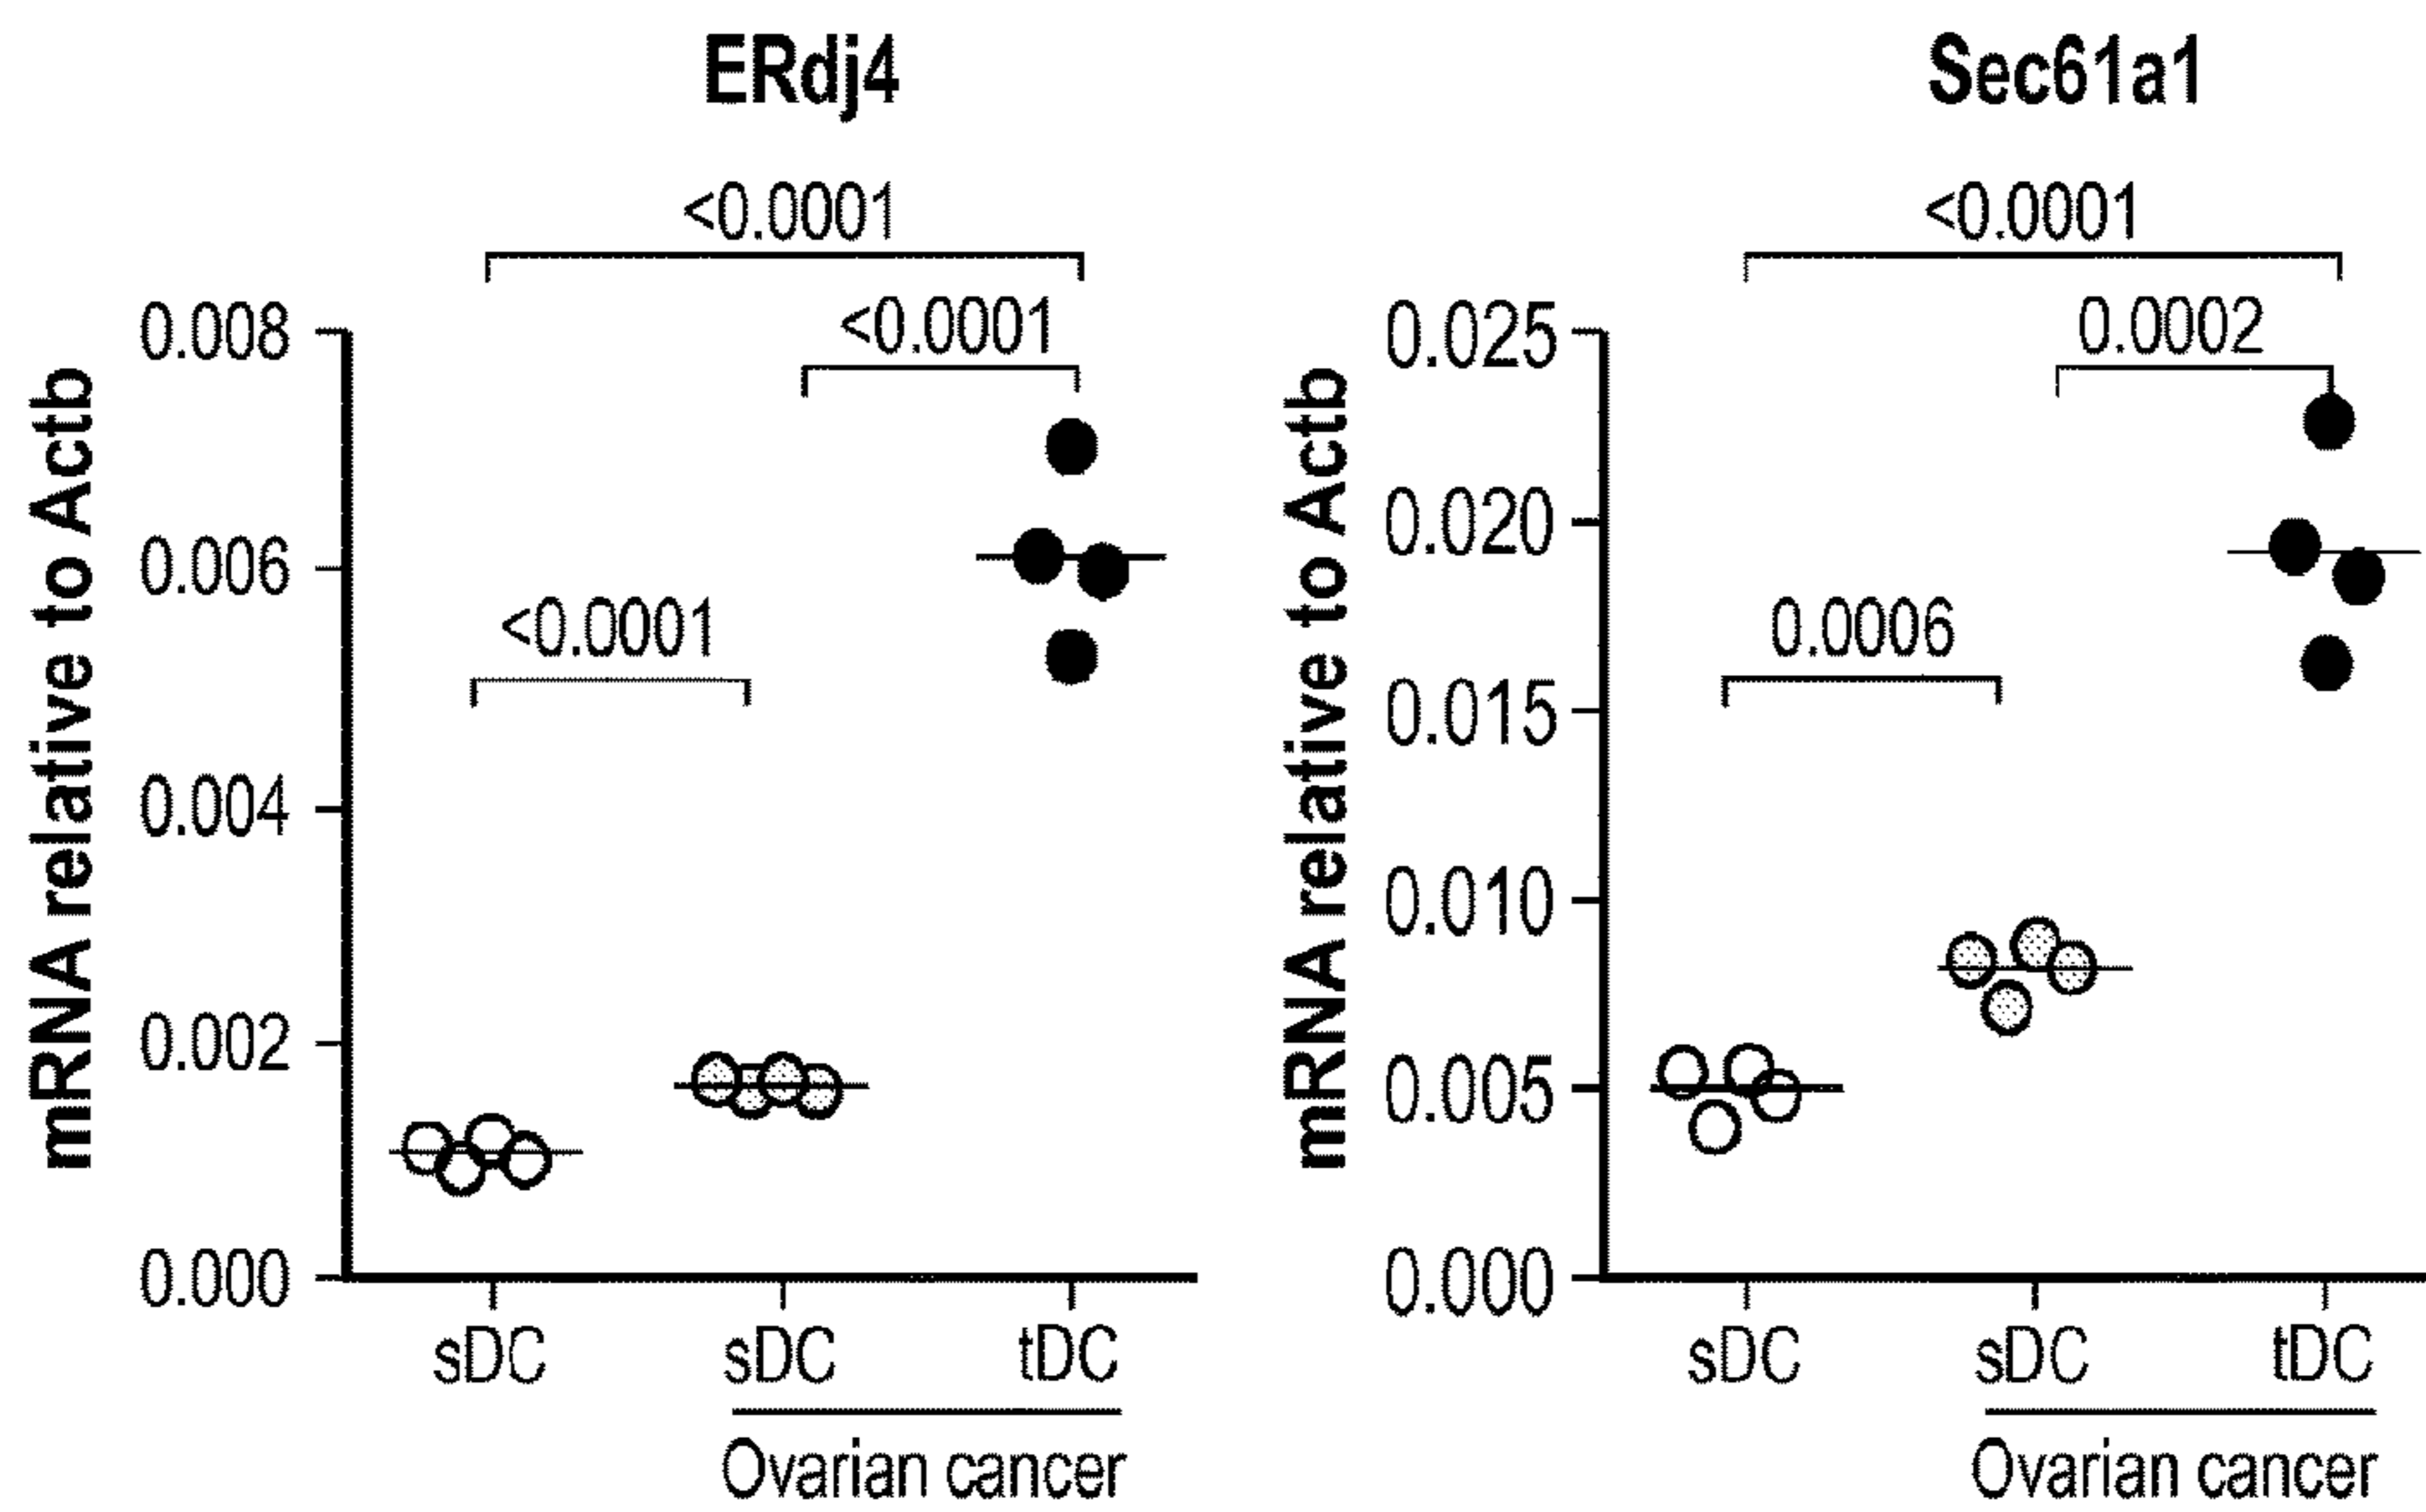 ERdj4
<0.0001
<0.0001
<0.0001
mRNA relative to Actb
0.008
0.006
0.004
0.002
0.000
sDC
sDC
tDC
Ovarian cancer
Sec61a1
<0.0001
0.0002
0.0006
mRNA relative to Actb
0.025
0.020
0.015
0.010
0.005
0.000
sDC
sDC
tDC
Ovarian cancer